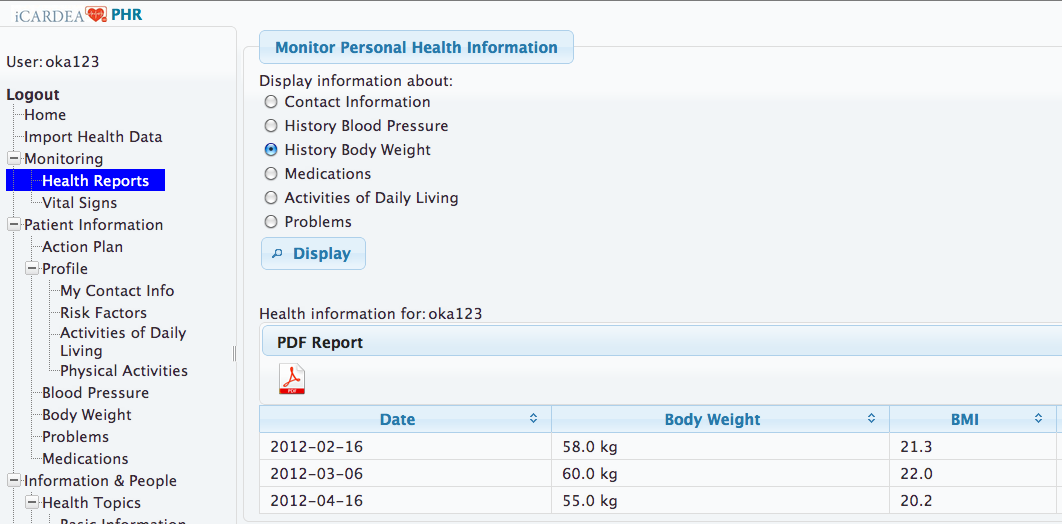 iCARDEA PHR
User: oka123
Logout
Home
Import Health Data
Monitoring
Health Reports
Vital Signs
Patient Information
Action Plan
Profile
My Contact Info
Risk Factors
Activities of Daily
Living
Physical Activities
Blood Pressure
Body Weight
Problems
Medications
Information & People
Health Topics
Basic Information
Monitor Personal Health Information
Display information about:
Contact Information
History Blood Pressure
History Body Weight
Medications
Activities of Daily Living
Problems
Display
Health information for: oka123
PDF Report
PDF
Date Body Weight BMI
2012-02-16 58.0 kg 21.3
2012-03-06 60.0 kg 22.0
2012-04-16 55.0 kg 20.2